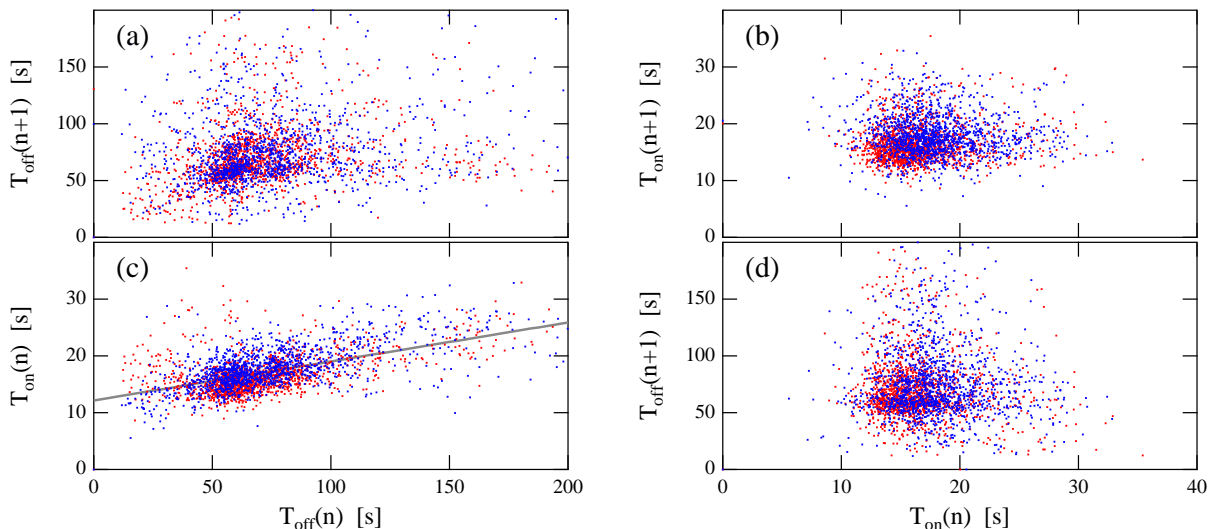 (a)
T_off(n+1) [s]
150
100
50
0
(b)
T_on(n+1) [s]
30
20
10
0
(c)
T_on(n) [s]
30
20
10
0
0 50 100 150 200
T_off(n) [s]
(d)
T_off(n+1) [s]
150
100
50
0
0 10 20 30 40
T_on(n) [s]